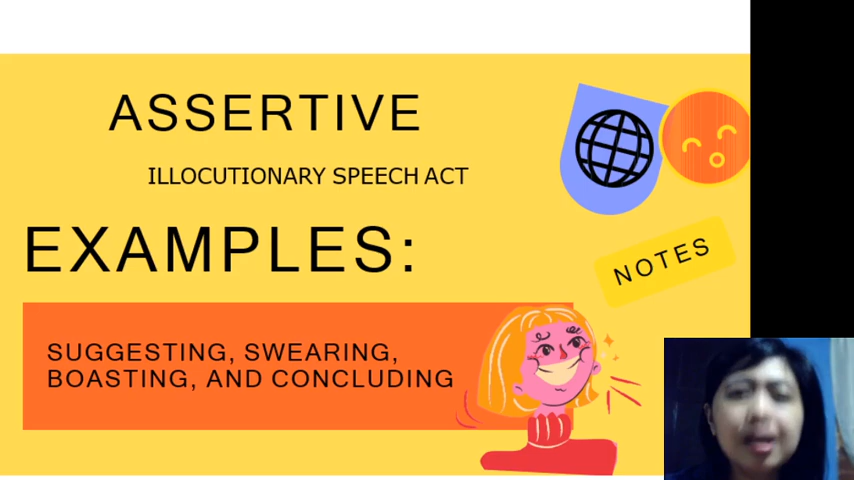 ASSERTIVE
ILLOCUTIONARY SPEECH ACT
EXAMPLES:
NOTES
SUGGESTING, SWEARING,
BOASTING, AND CONCLUDING